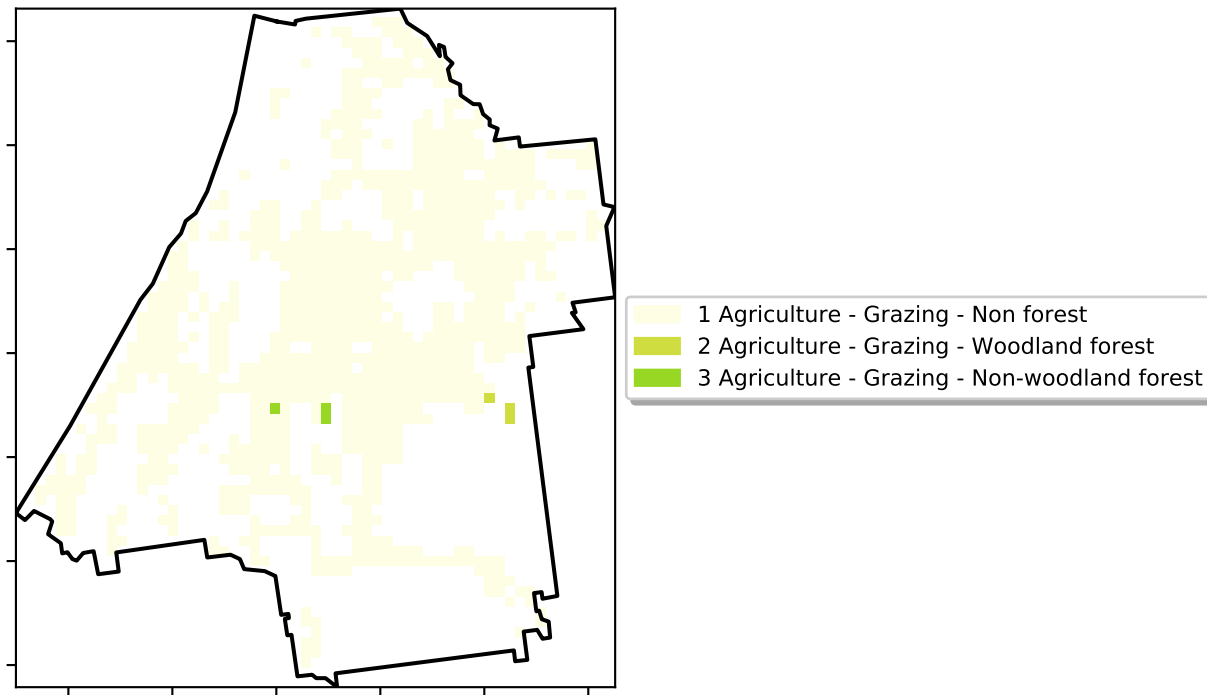 1 Agriculture - Grazing - Non forest
2 Agriculture - Grazing - Woodland forest
3 Agriculture - Grazing - Non-woodland forest